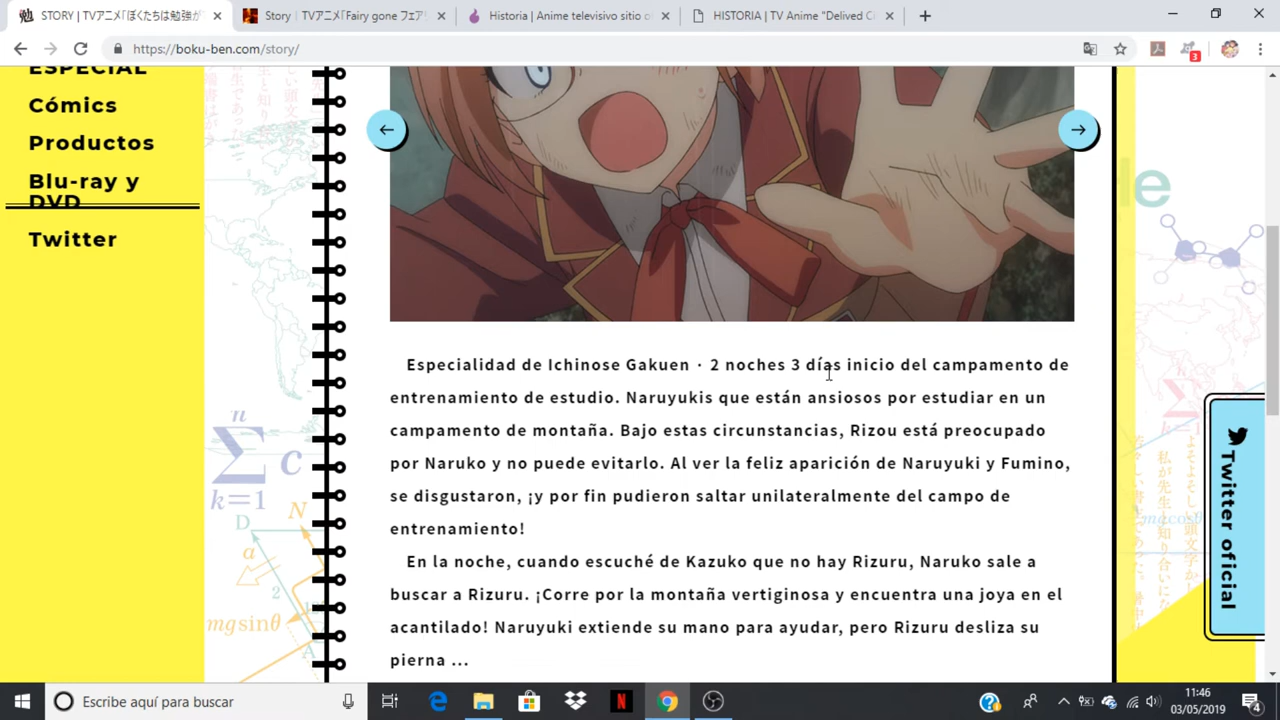 STORY | TVアニメ「ぼくたちは勉強が
Story | TVアニメ「Fairy gone フェア
Historia | Anime televisivo sitio o
HISTORIA | TV Anime "Delived C
https://boku-ben.com/story/
3
ESPECIAL
Cómics
Productos
Blu-ray y
DVD
Twitter
Especialidad de Ichinose Gakuen · 2 noches 3 días inicio del campamento de
entrenamiento de estudio. Naruyukis que están ansiosos por estudiar en un
campamento de montaña. Bajo estas circunstancias, Rizou está preocupado
por Naruko y no puede evitarlo. Al ver la feliz aparición de Naruyuki y Fumino,
se disgustaron, ¡y por fin pudieron saltar unilateralmente del campo de
entrenamiento!
En la noche, cuando escuché de Kazuko que no hay Rizuru, Naruko sale a
buscar a Rizuru. ¡Corre por la montaña vertiginosa y encuentra una joya en el
acantilado! Naruyuki extiende su mano para ayudar, pero Rizuru desliza su
pierna ...
n
Σ c
k=1
D
N
a
2
mgsinθ
A
le
Twitter oficial
Escribe aquí para buscar
11:46
03/05/2019
4